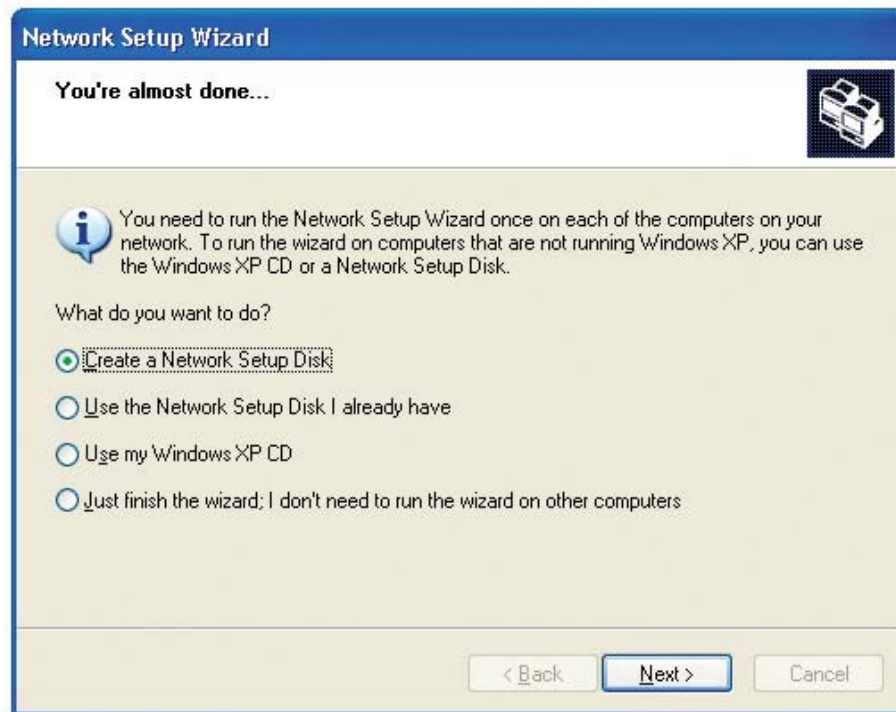 Network Setup Wizard
You're almost done...
You need to run the Network Setup Wizard once on each of the computers on your
network. To run the wizard on computers that are not running Windows XP, you can use
the Windows XP CD or a Network Setup Disk.
What do you want to do?
Create a Network Setup Disk
Use the Network Setup Disk I already have
Use my Windows XP CD
Just finish the wizard; I don't need to run the wizard on other computers
< Back
Next >
Cancel